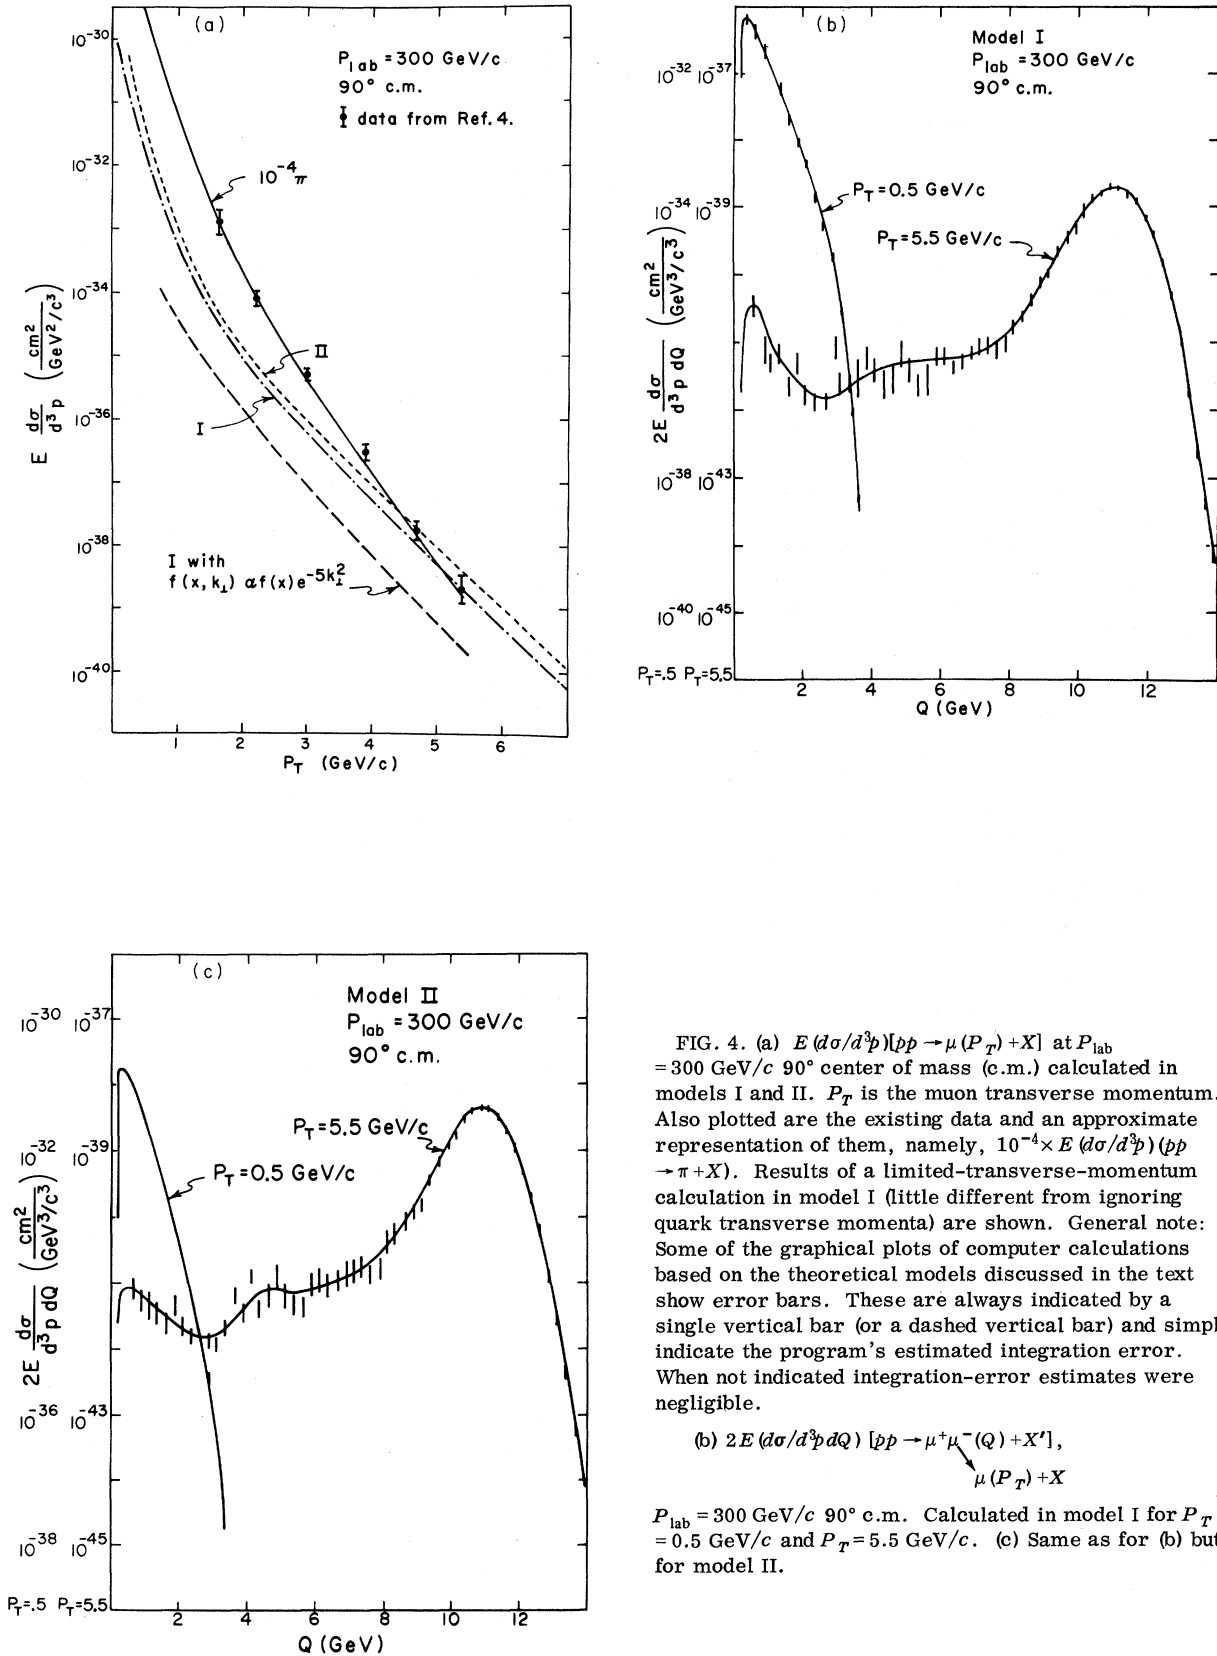 (a)
P_lab = 300 GeV/c
90° c.m.
data from Ref. 4.
10⁻⁴π
II
I
I with
f(x, k⊥) α f(x) e^{-5k⊥²}
E dσ/d³p (cm²/GeV²/c³)
10⁻³⁰
10⁻³²
10⁻³⁴
10⁻³⁶
10⁻³⁸
10⁻⁴⁰
1 2 3 4 5 6
P_T (GeV/c)
(b)
Model I
P_lab = 300 GeV/c
90° c.m.
P_T = 0.5 GeV/c
P_T = 5.5 GeV/c
2E dσ/d³p dQ (cm²/GeV³/c³)
10⁻³² 10⁻³⁷
10⁻³⁴ 10⁻³⁹
10⁻³⁸ 10⁻⁴³
10⁻⁴⁰ 10⁻⁴⁵
P_T=.5 P_T=5.5
2 4 6 8 10 12
Q (GeV)
(c)
Model II
P_lab = 300 GeV/c
90° c.m.
P_T = 5.5 GeV/c
P_T = 0.5 GeV/c
2E dσ/d³p dQ (cm²/GeV³/c³)
10⁻³⁰ 10⁻³⁷
10⁻³² 10⁻³⁹
10⁻³⁶ 10⁻⁴³
10⁻³⁸ 10⁻⁴⁵
P_T=.5 P_T=5.5
2 4 6 8 10 12
Q (GeV)
FIG. 4. (a) E(dσ/d³p)[pp → μ(P_T) + X] at P_lab
= 300 GeV/c 90° center of mass (c.m.) calculated in
models I and II. P_T is the muon transverse momentum.
Also plotted are the existing data and an approximate
representation of them, namely, 10⁻⁴ × E(dσ/d³p)(pp
→ π + X). Results of a limited-transverse-momentum
calculation in model I (little different from ignoring
quark transverse momenta) are shown. General note:
Some of the graphical plots of computer calculations
based on the theoretical models discussed in the text
show error bars. These are always indicated by a
single vertical bar (or a dashed vertical bar) and simpl
indicate the program's estimated integration error.
When not indicated integration-error estimates were
negligible.
(b) 2E(dσ/d³p dQ) [pp → μ⁺μ⁻(Q) + X'],
μ(P_T) + X
P_lab = 300 GeV/c 90° c.m. Calculated in model I for P_T
= 0.5 GeV/c and P_T = 5.5 GeV/c. (c) Same as for (b) but
for model II.